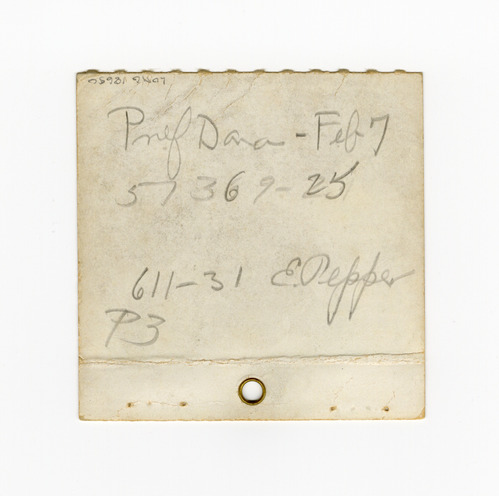 Prof Dana - Feb 7
57369-25
611-31 E. Pepper
P3